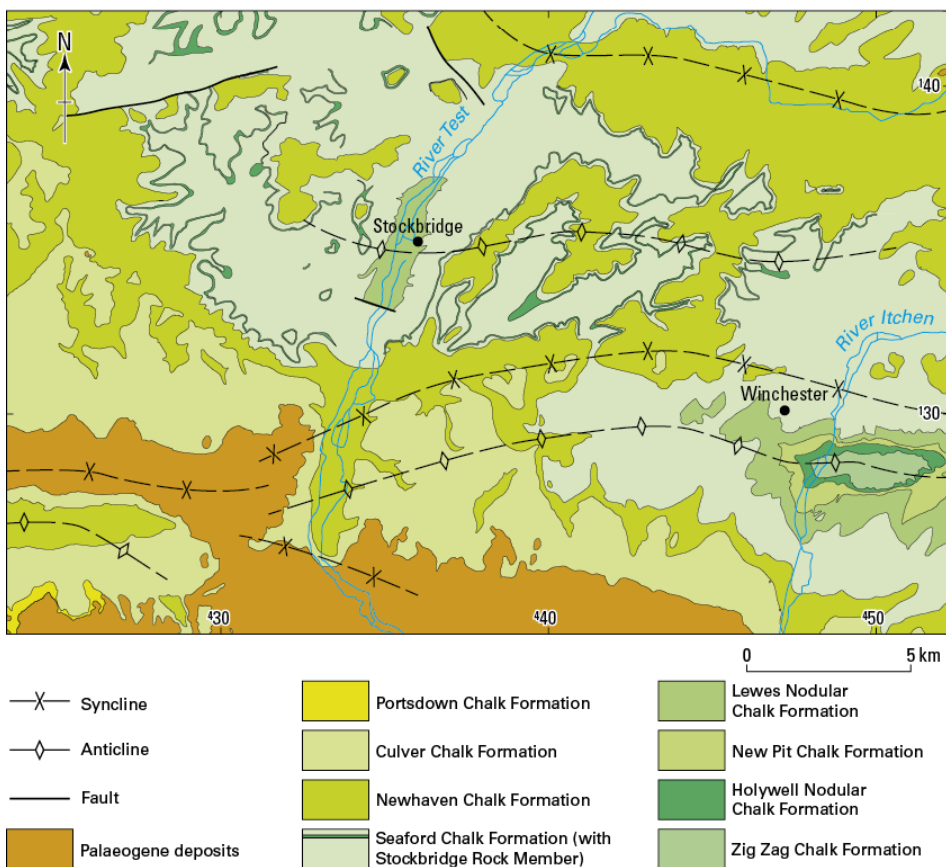 N
¹40
River Test
Stockbridge
River Itchen
Winchester
¹30
⁴30
⁴40
⁴50
0 5 km
Syncline
Anticline
Fault
Palaeogene deposits
Portsdown Chalk Formation
Culver Chalk Formation
Newhaven Chalk Formation
Seaford Chalk Formation (with
Stockbridge Rock Member)
Lewes Nodular
Chalk Formation
New Pit Chalk Formation
Holywell Nodular
Chalk Formation
Zig Zag Chalk Formation